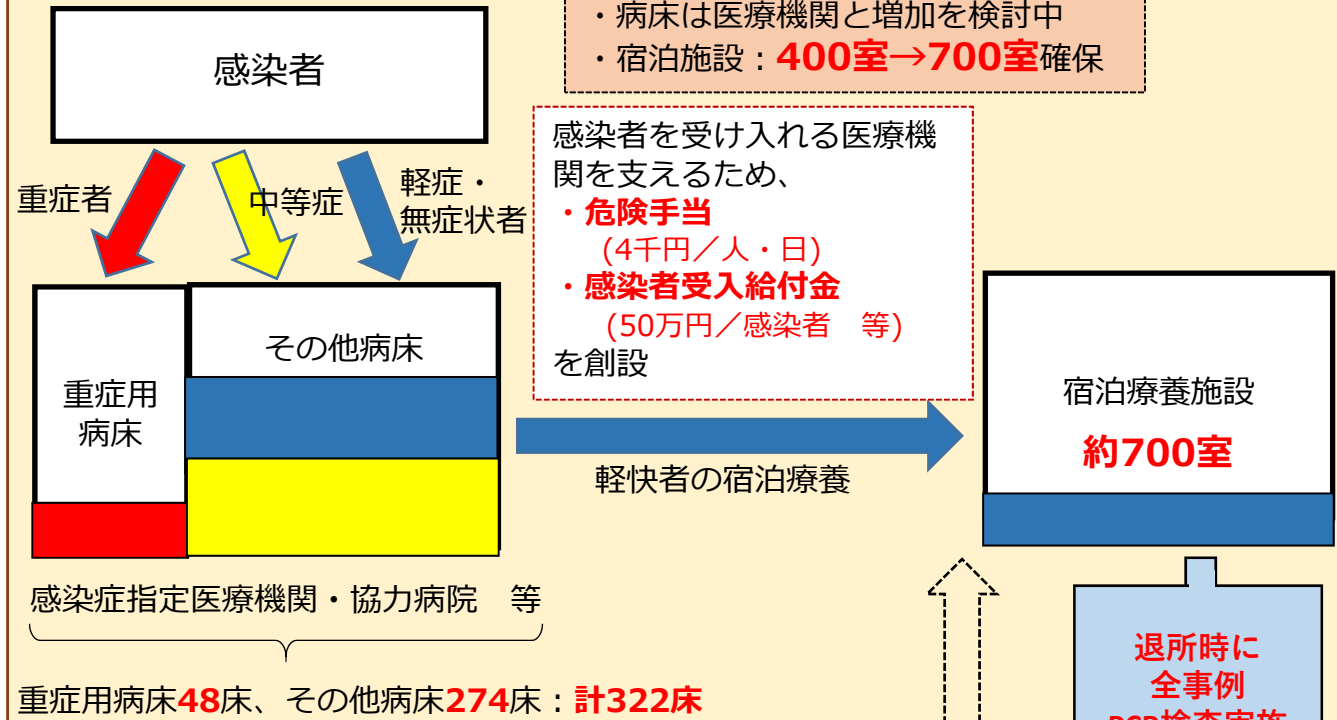 ・病床は医療機関と増加を検討中
・宿泊施設：400室→700室確保
感染者
重症者
中等症
軽症・
無症状者
感染者を受け入れる医療機
関を支えるため、
・危険手当
(4千円／人・日)
・感染者受入給付金
(50万円／感染者　等)
を創設
重症用
病床
その他病床
軽快者の宿泊療養
宿泊療養施設
約700室
感染症指定医療機関・協力病院　等
重症用病床48床、その他病床274床：計322床
退所時に
全事例
PCR検査実施